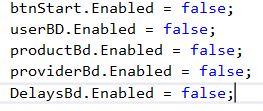 btnStart.Enabled = false;
userBD.Enabled = false;
productBd.Enabled = false;
providerBd.Enabled = false;
DelaysBd.Enabled = false;